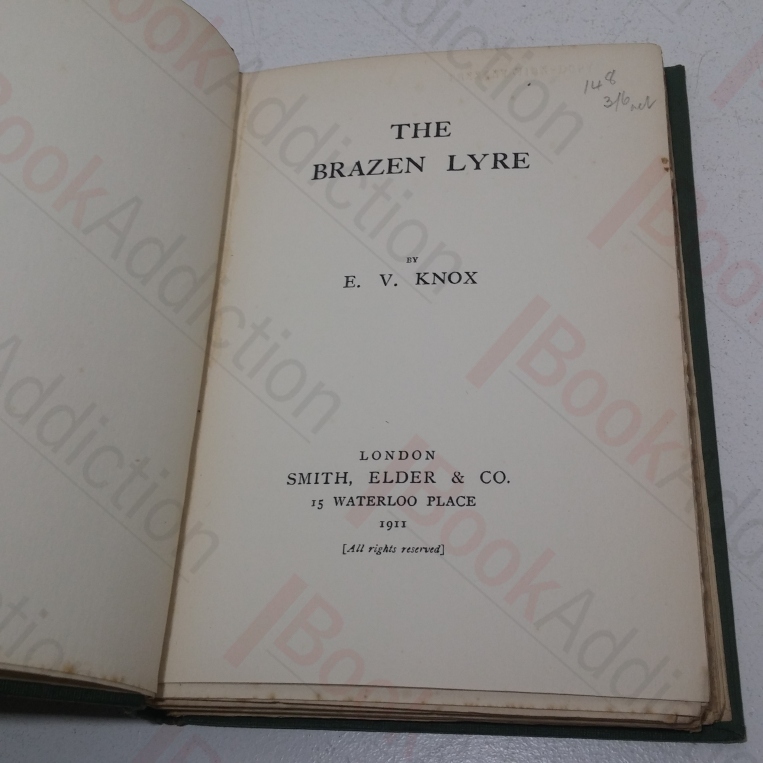 148
3/6 net
THE
BRAZEN LYRE
BY
E. V. KNOX
LONDON
SMITH, ELDER & CO.
15 WATERLOO PLACE
1911
[All rights reserved]
BookAddiction